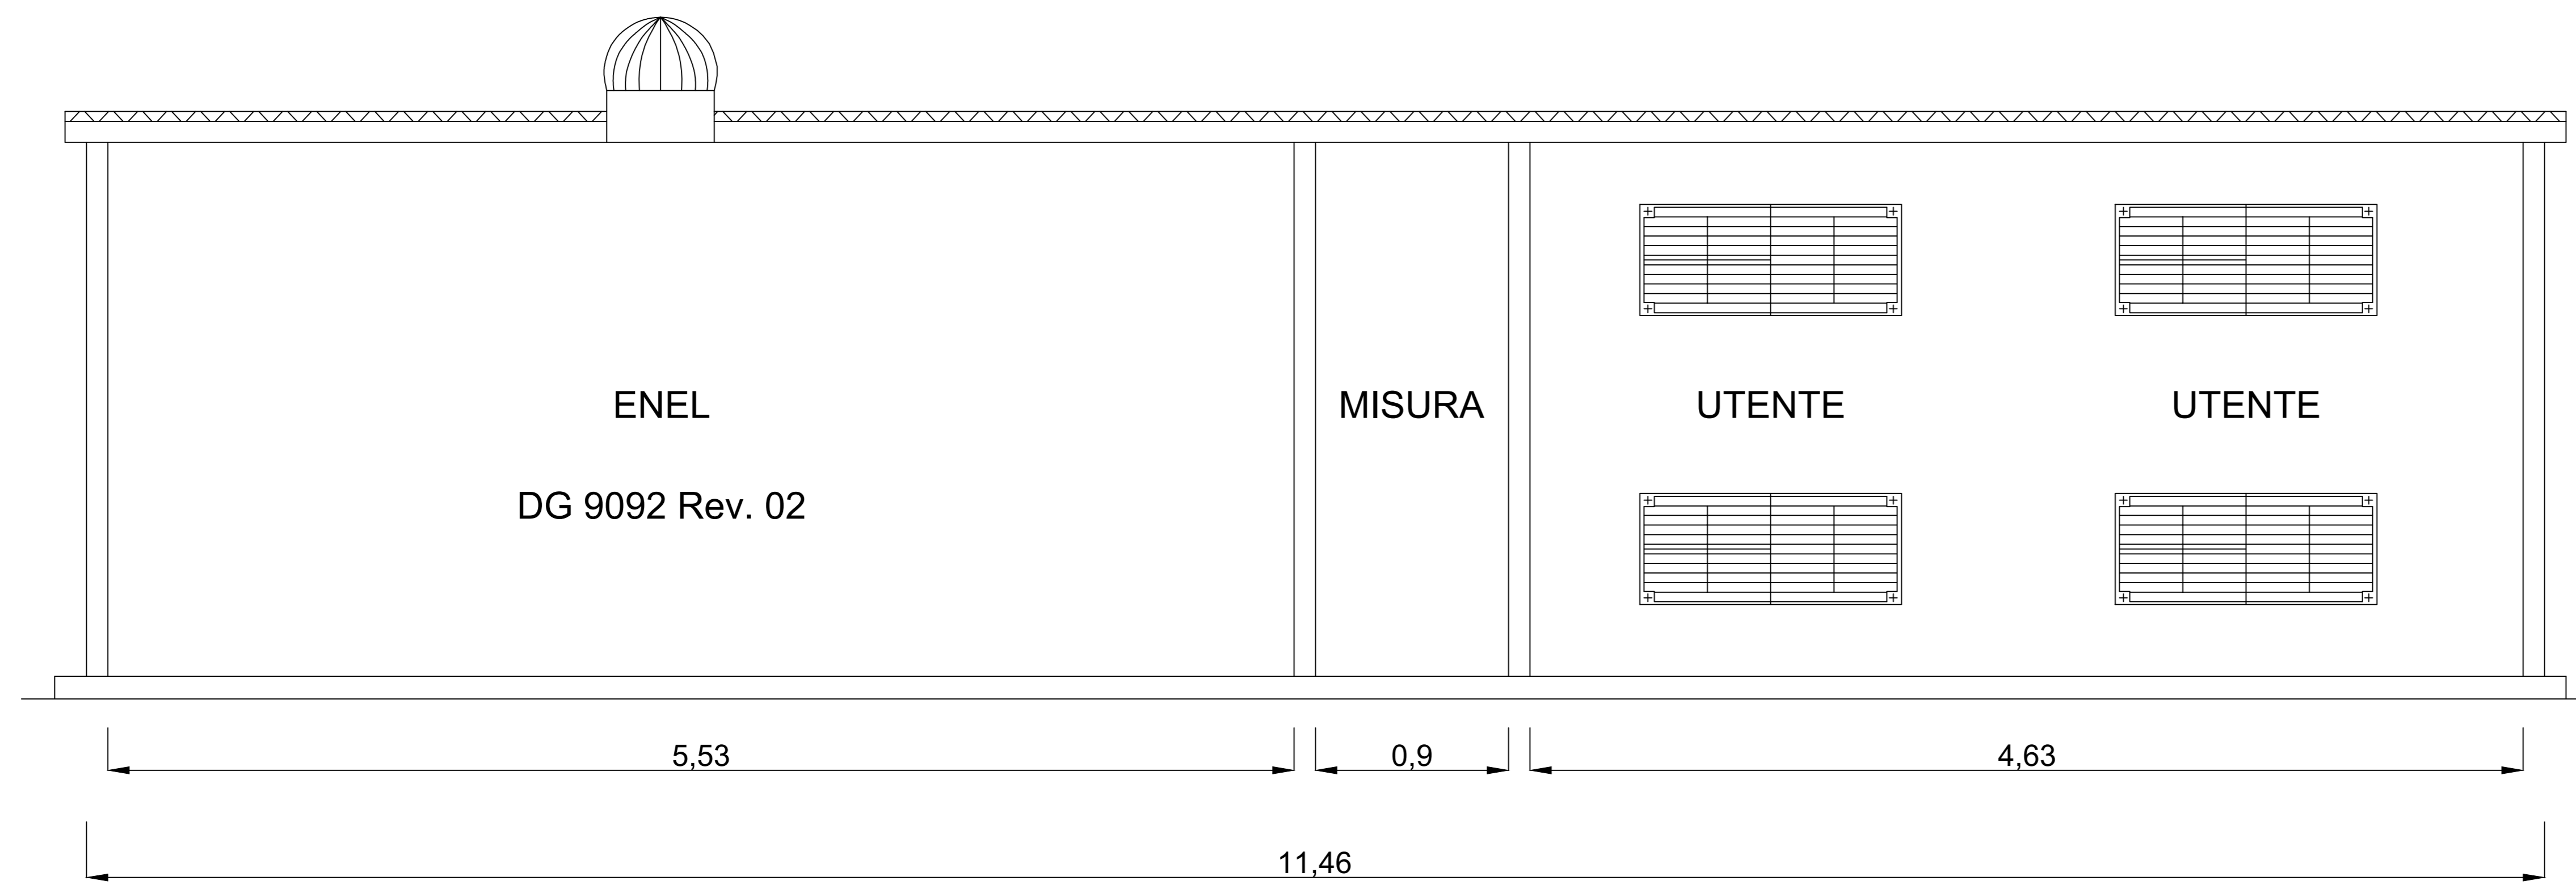 ENEL
MISURA
UTENTE
UTENTE
DG 9092 Rev. 02
5,53
0,9
4,63
11,46